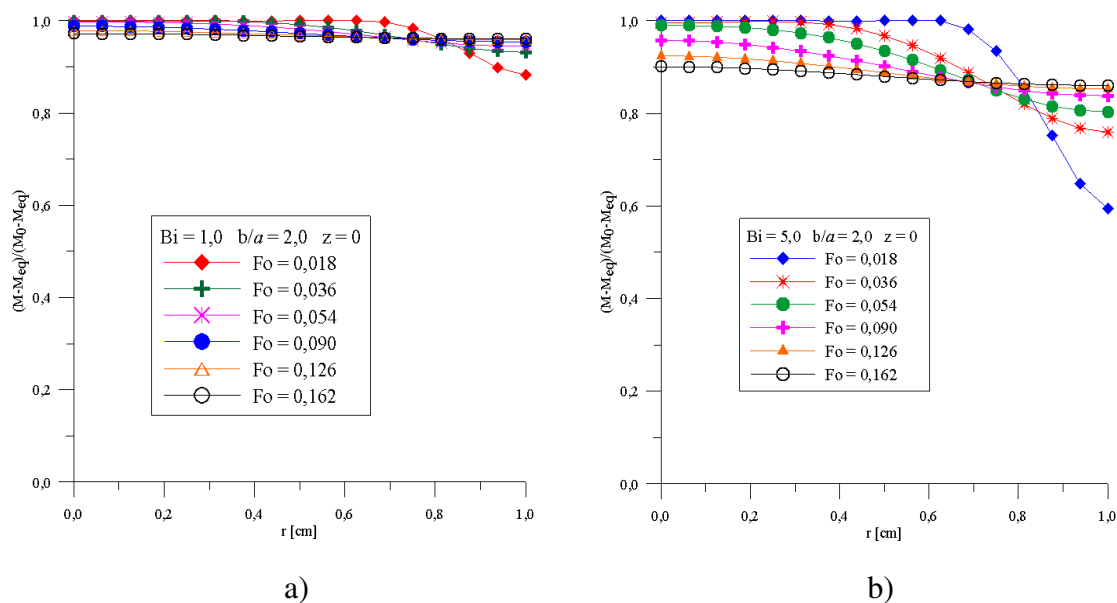 1,0
0,8
0,6
0,4
0,2
0,0
(M-Meq)/(M0-Meq)
Bi = 1,0 b/a = 2,0 z = 0
Fo = 0,018
Fo = 0,036
Fo = 0,054
Fo = 0,090
Fo = 0,126
Fo = 0,162
0,0 0,2 0,4 0,6 0,8 1,0
r [cm]
a)
1,0
0,8
0,6
0,4
0,2
0,0
(M-Meq)/(M0-Meq)
Bi = 5,0 b/a = 2,0 z = 0
Fo = 0,018
Fo = 0,036
Fo = 0,054
Fo = 0,090
Fo = 0,126
Fo = 0,162
0,0 0,2 0,4 0,6 0,8 1,0
r [cm]
b)